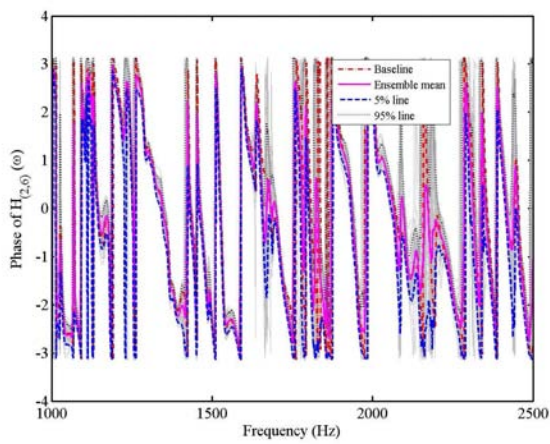 4
3
2
1
0
-1
-2
-3
-4
Phase of H(2,6) (ω)
Baseline
Ensemble mean
5% line
95% line
1000
1500
2000
2500
Frequency (Hz)